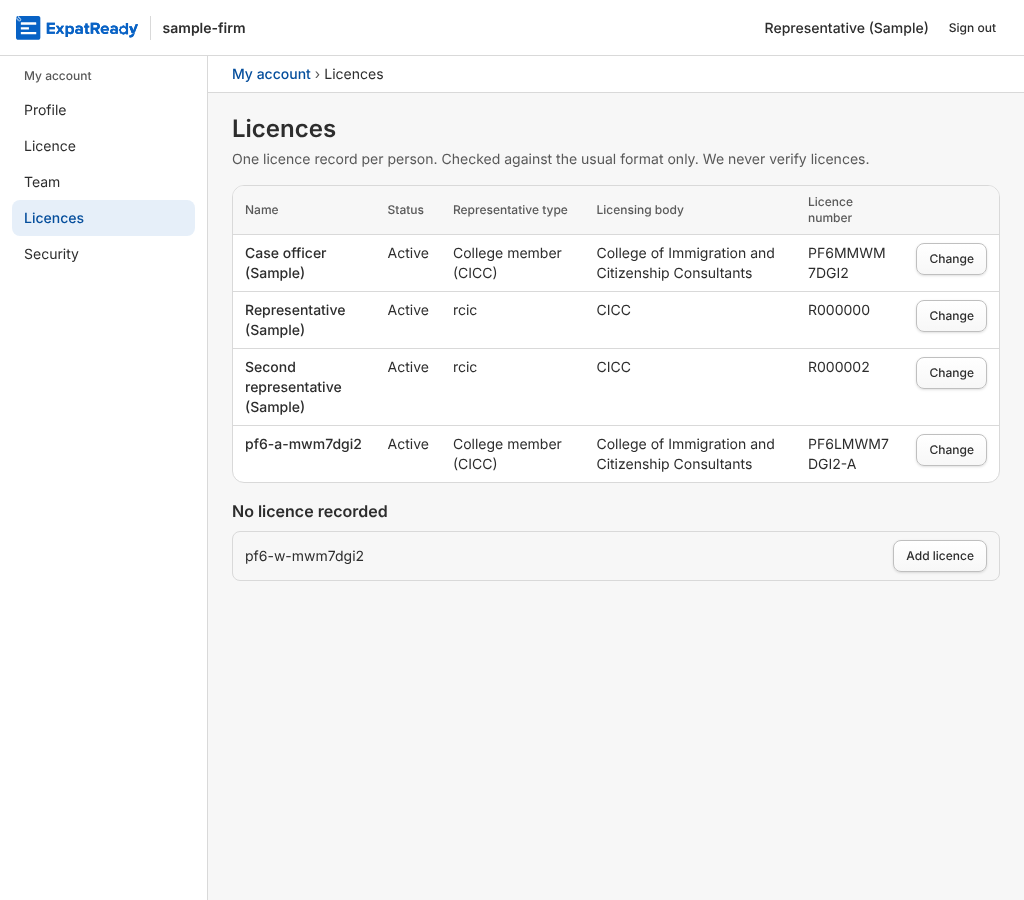 ExpatReady
sample-firm
Representative (Sample)
Sign out
My account
Profile
Licence
Team
Licences
Security
My account › Licences
Licences
One licence record per person. Checked against the usual format only. We never verify licences.
Name
Status
Representative type
Licensing body
Licence
number
Case officer
(Sample)
Active
College member
(CICC)
College of Immigration and
Citizenship Consultants
PF6MMWM
7DGI2
Change
Representative
(Sample)
Active
rcic
CICC
R000000
Change
Second
representative
(Sample)
Active
rcic
CICC
R000002
Change
pf6-a-mwm7dgi2
Active
College member
(CICC)
College of Immigration and
Citizenship Consultants
PF6LMWM7
DGI2-A
Change
No licence recorded
pf6-w-mwm7dgi2
Add licence